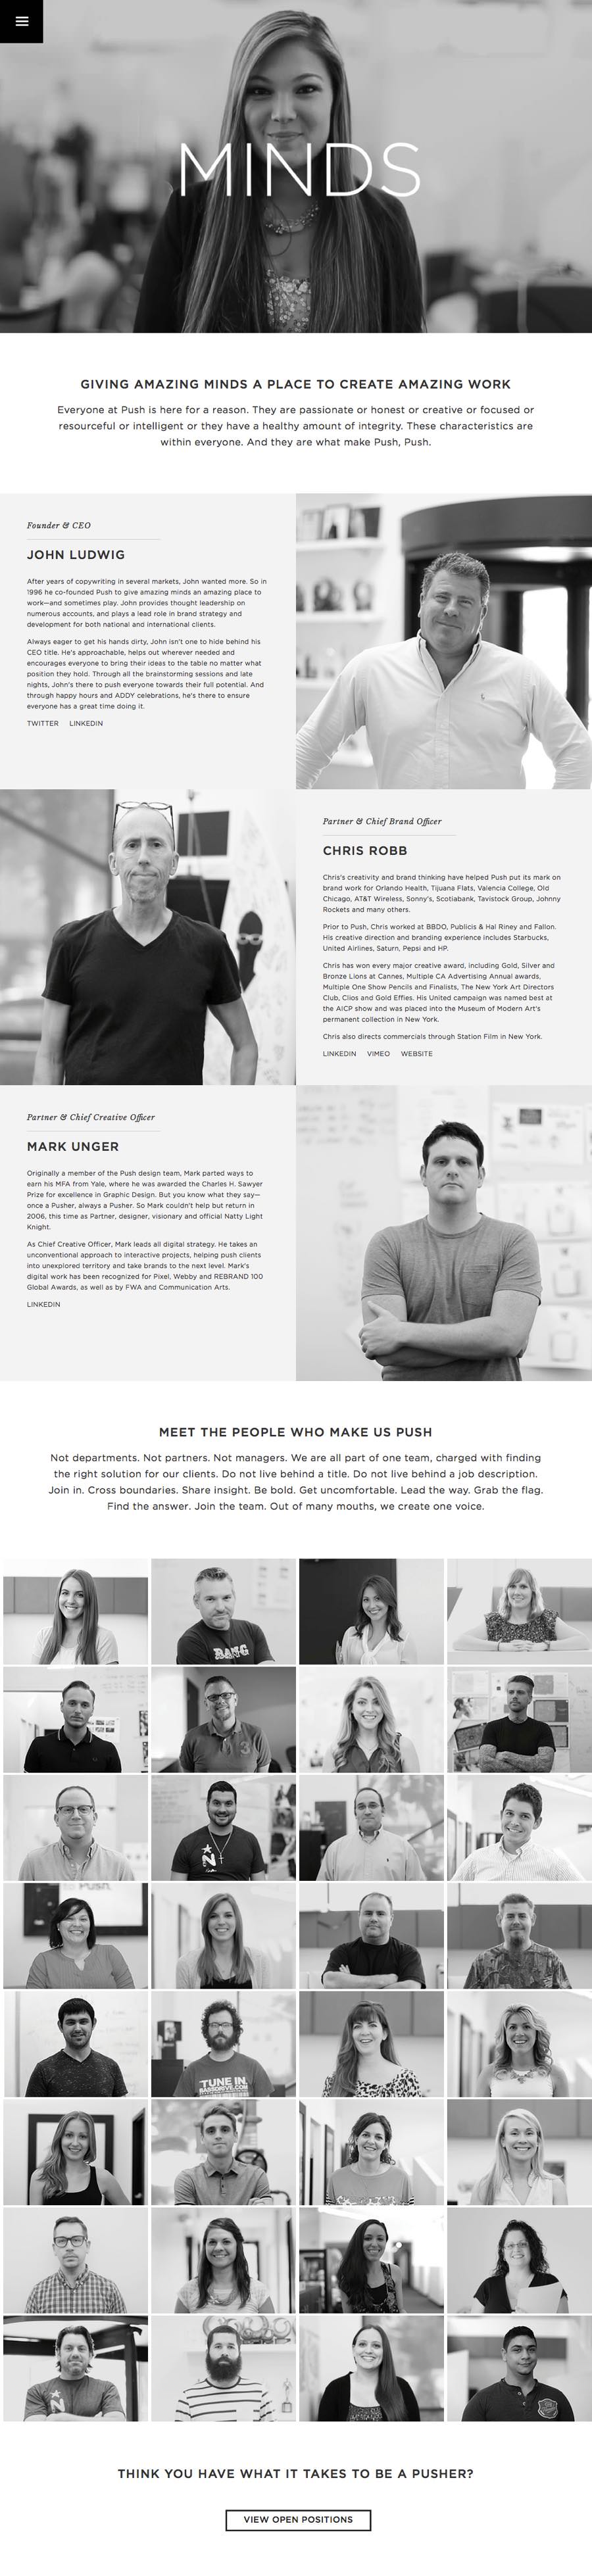 MINDS
GIVING AMAZING MINDS A PLACE TO CREATE AMAZING WORK
Everyone at Push is here for a reason. They are passionate or honest or creative or focused or
resourceful or intelligent or they have a healthy amount of integrity. These characteristics are
within everyone. And they are what make Push, Push.
Founder & CEO
JOHN LUDWIG
After years of copywriting in several markets, John wanted more. So in
1996 he co-founded Push to give amazing minds an amazing place to
work—and sometimes play. John provides thought leadership on
numerous accounts, and plays a lead role in brand strategy and
development for both national and international clients.
Always eager to get his hands dirty, John isn't one to hide behind his
CEO title. He's approachable, helps out wherever needed and
encourages everyone to bring their ideas to the table no matter what
position they hold. Through all the brainstorming sessions and late
nights, John's there to push everyone towards their full potential. And
through happy hours and ADDY celebrations, he's there to ensure
everyone has a great time doing it.
TWITTER LINKEDIN
Partner & Chief Brand Officer
CHRIS ROBB
Chris's creativity and brand thinking have helped Push put its mark on
brand work for Orlando Health, Tijuana Flats, Valencia College, Old
Chicago, AT&T Wireless, Sonny's, Scotiabank, Tavistock Group, Johnny
Rockets and many others.
Prior to Push, Chris worked at BBDO, Publicis & Hal Riney and Fallon.
His creative direction and branding experience includes Starbucks,
United Airlines, Saturn, Pepsi and HP.
Chris has won every major creative award, including Gold, Silver and
Bronze Lions at Cannes, Multiple CA Advertising Annual awards,
Multiple One Show Pencils and Finalists, The New York Art Directors
Club, Clios and Gold Effies. His United campaign was named best at
the AICP show and was placed into the Museum of Modern Art's
permanent collection in New York.
Chris also directs commercials through Station Film in New York.
LINKEDIN VIMEO WEBSITE
Partner & Chief Creative Officer
MARK UNGER
Originally a member of the Push design team, Mark parted ways to
earn his MFA from Yale, where he was awarded the Charles H. Sawyer
Prize for excellence in Graphic Design. But you know what they say—
once a Pusher, always a Pusher. So Mark couldn't help but return in
2006, this time as Partner, designer, visionary and official Natty Light
Knight.
As Chief Creative Officer, Mark leads all digital strategy. He takes an
unconventional approach to interactive projects, helping push clients
into unexplored territory and take brands to the next level. Mark's
digital work has been recognized for Pixel, Webby and REBRAND 100
Global Awards, as well as by FWA and Communication Arts.
LINKEDIN
MEET THE PEOPLE WHO MAKE US PUSH
Not departments. Not partners. Not managers. We are all part of one team, charged with finding
the right solution for our clients. Do not live behind a title. Do not live behind a job description.
Join in. Cross boundaries. Share insight. Be bold. Get uncomfortable. Lead the way. Grab the flag.
Find the answer. Join the team. Out of many mouths, we create one voice.
BANG
3
N
PUSH
TUNE IN
BASSDRIVE.COM
N
THINK YOU HAVE WHAT IT TAKES TO BE A PUSHER?
VIEW OPEN POSITIONS